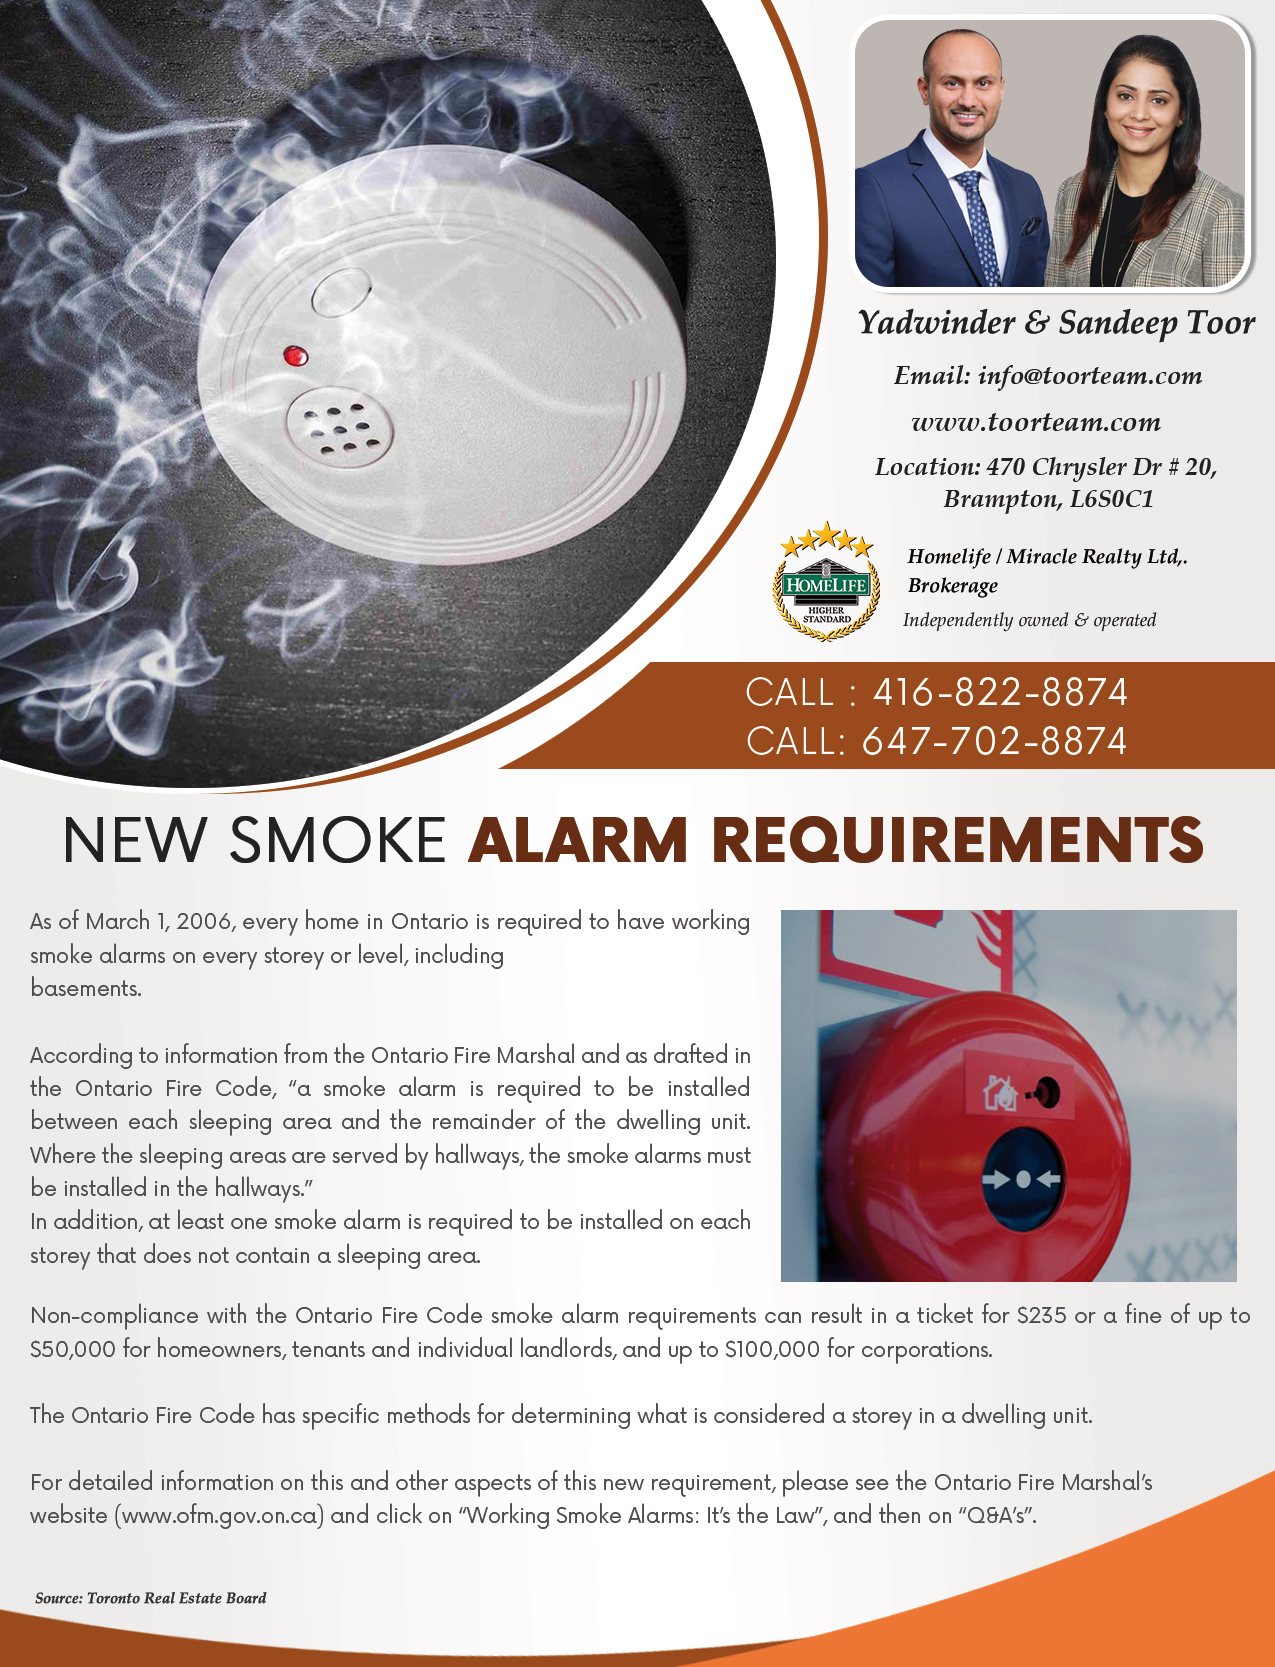 Yadwinder & Sandeep Toor
Email: info@toorteam.com
www.toorteam.com
Location: 470 Chrysler Dr # 20,
Brampton, L6S0C1
HOMELIFE
HIGHER
STANDARD
Homelife / Miracle Realty Ltd,.
Brokerage
Independently owned & operated
CALL : 416-822-8874
CALL: 647-702-8874
NEW SMOKE ALARM REQUIREMENTS
As of March 1, 2006, every home in Ontario is required to have working
smoke alarms on every storey or level, including
basements.
According to information from the Ontario Fire Marshal and as drafted in
the Ontario Fire Code, “a smoke alarm is required to be installed
between each sleeping area and the remainder of the dwelling unit.
Where the sleeping areas are served by hallways, the smoke alarms must
be installed in the hallways.”
In addition, at least one smoke alarm is required to be installed on each
storey that does not contain a sleeping area.
Non-compliance with the Ontario Fire Code smoke alarm requirements can result in a ticket for $235 or a fine of up to
$50,000 for homeowners, tenants and individual landlords, and up to $100,000 for corporations.
The Ontario Fire Code has specific methods for determining what is considered a storey in a dwelling unit.
For detailed information on this and other aspects of this new requirement, please see the Ontario Fire Marshal’s
website (www.ofm.gov.on.ca) and click on “Working Smoke Alarms: It’s the Law”, and then on “Q&A’s”.
Source: Toronto Real Estate Board